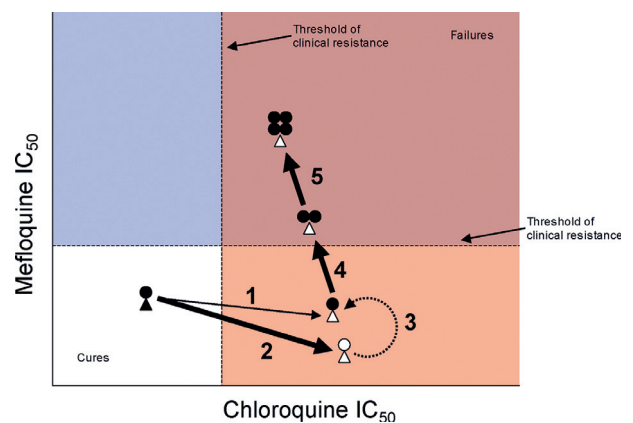 Threshold of
clinical resistance
Failures
Mefloquine IC50
5
Threshold of
clinical resistance
4
1
3
2
Cures
Chloroquine IC50